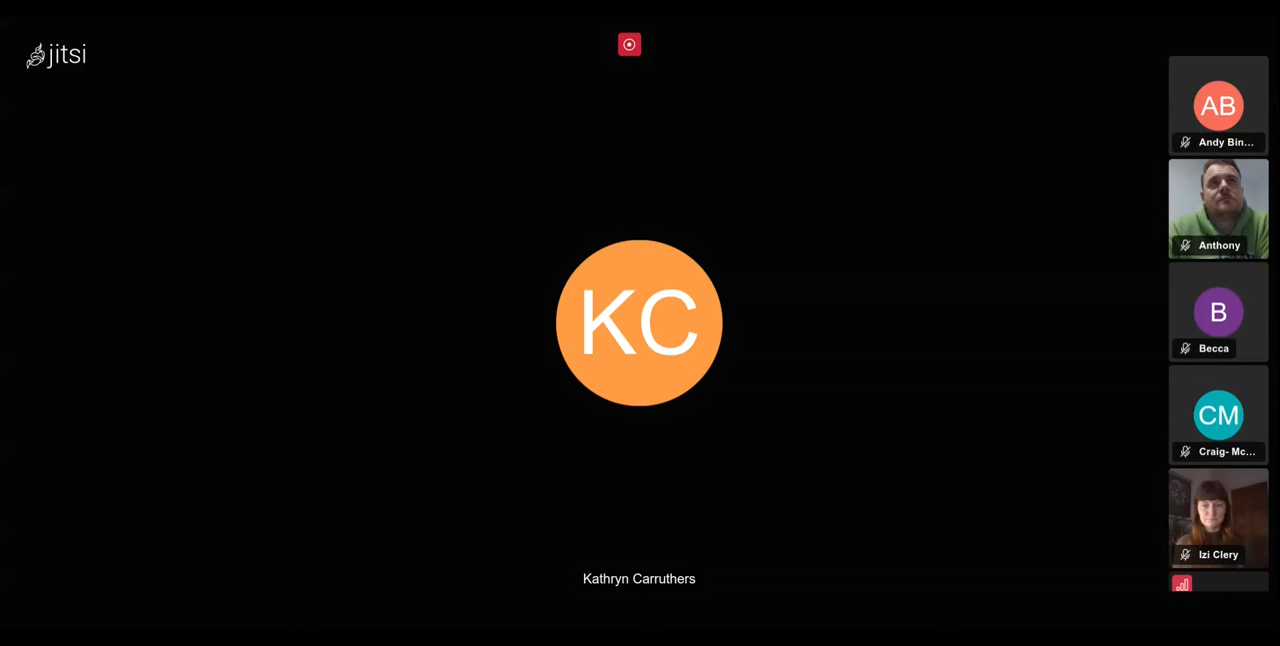 jitsi
KC
Kathryn Carruthers
AB
Andy Bin...
Anthony
B
Becca
CM
Craig- Mc...
Izi Clery